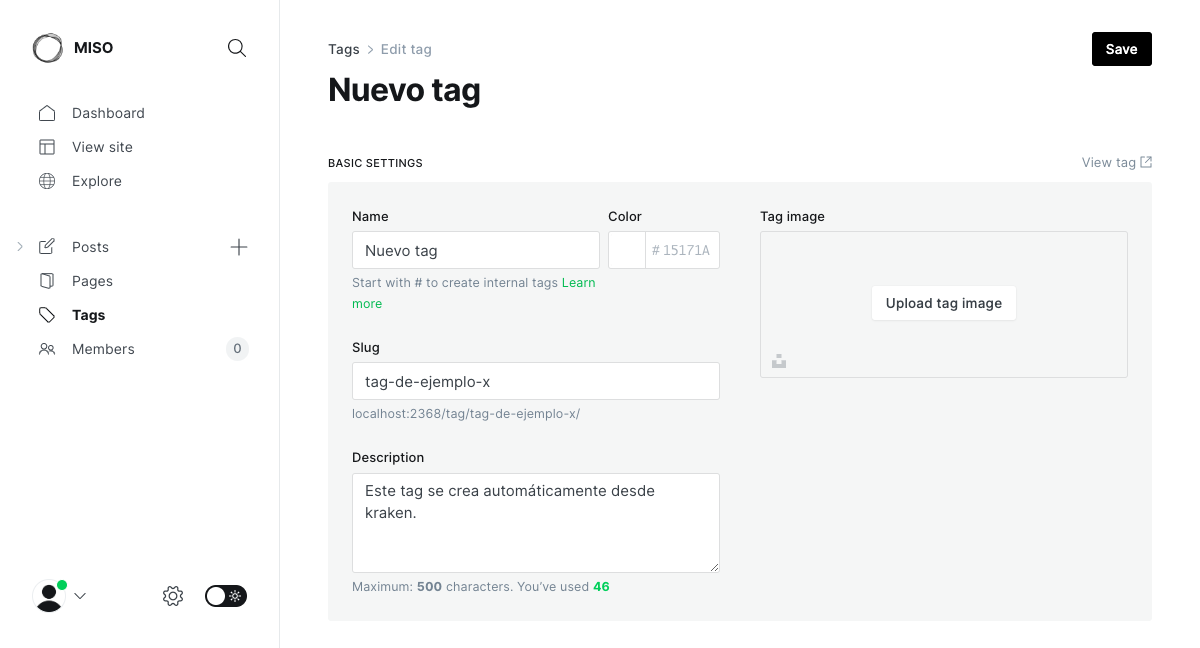 MISO
Dashboard
View site
Explore
Posts
Pages
Tags
Members 0
Tags > Edit tag
Save
Nuevo tag
BASIC SETTINGS
View tag
Name
Nuevo tag
Start with # to create internal tags Learn
more
Color
# 15171A
Slug
tag-de-ejemplo-x
localhost:2368/tag/tag-de-ejemplo-x/
Description
Este tag se crea automáticamente desde
kraken.
Maximum: 500 characters. You've used 46
Tag image
Upload tag image